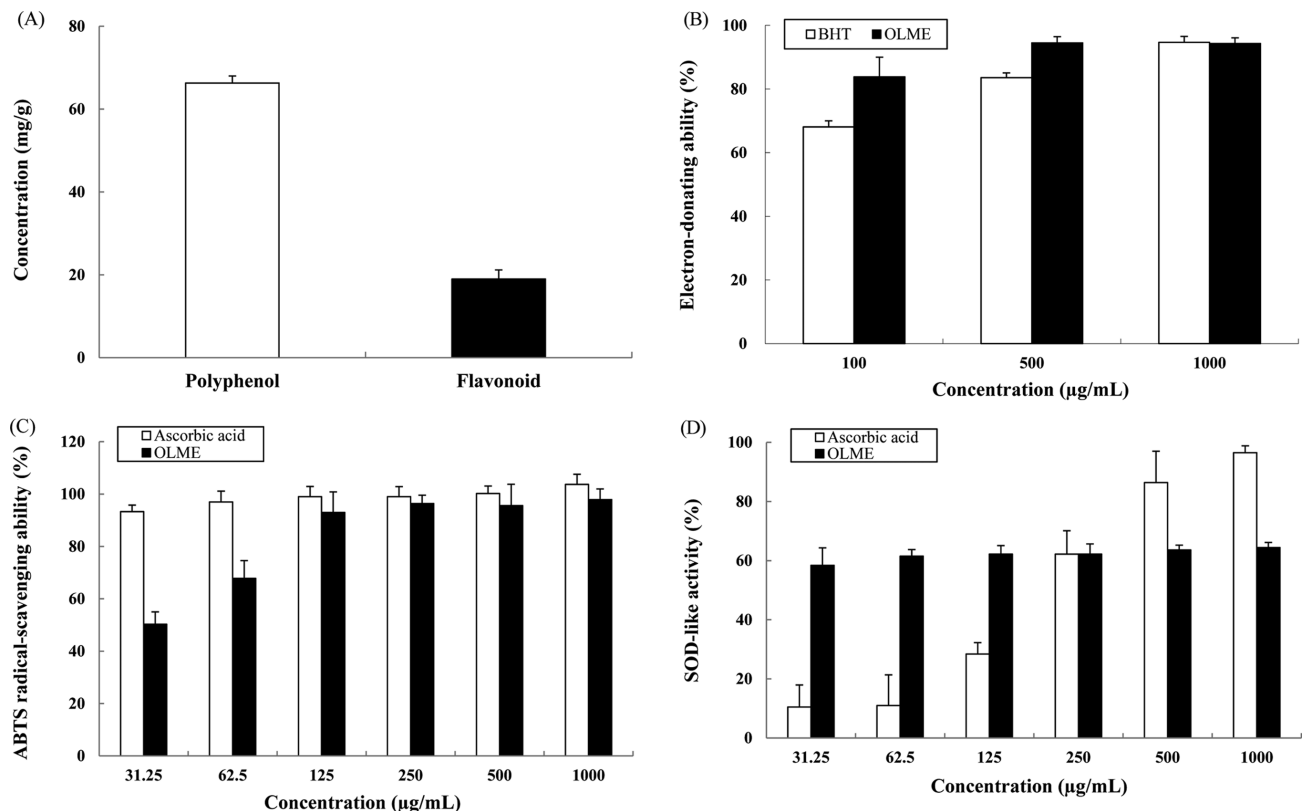 (A)
Concentration (mg/g)
80
60
40
20
0
Polyphenol Flavonoid
(B)
BHT OLME
Electron-donating ability (%)
100
80
60
40
20
0
100 500 1000
Concentration (µg/mL)
(C)
Ascorbic acid
OLME
ABTS radical-scavenging ability (%)
120
100
80
60
40
20
0
31.25 62.5 125 250 500 1000
Concentration (µg/mL)
(D)
Ascorbic acid
OLME
SOD-like activity (%)
100
80
60
40
20
0
31.25 62.5 125 250 500 1000
Concentration (µg/mL)